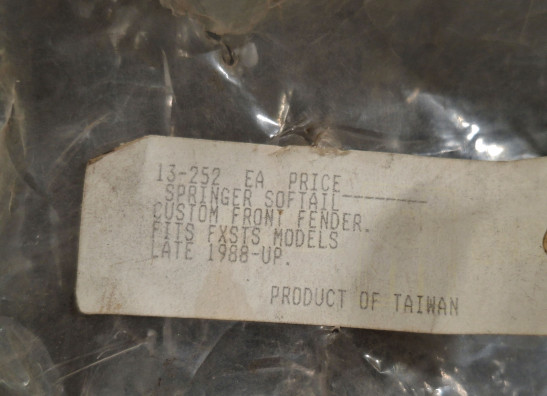 13-252 EA PRICE---------
SPRINGER SOFTAIL
CUSTOM FRONT FENDER.
FITS FXSTS MODELS
LATE 1988-UP.
PRODUCT OF TAIWAN